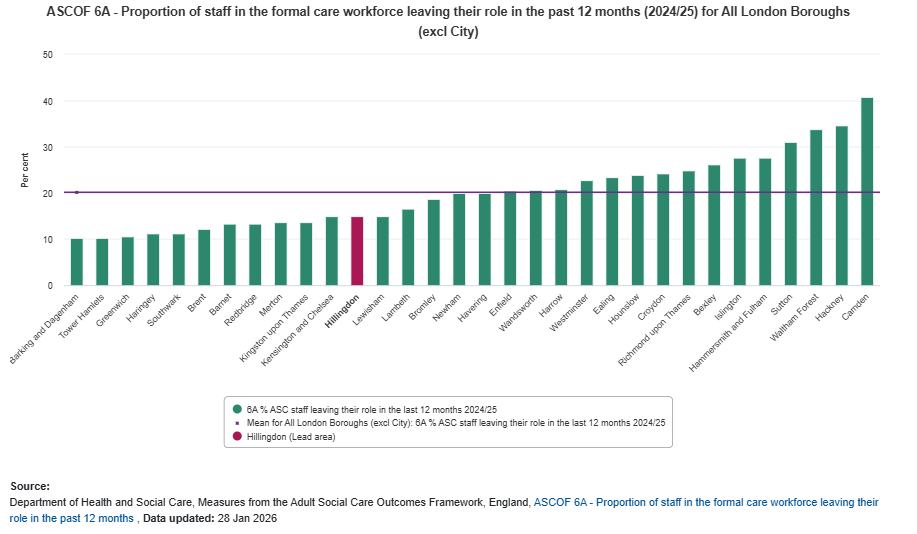 ASCOF 6A - Proportion of staff in the formal care workforce leaving their role in the past 12 months (2024/25) for All London Boroughs
(excl City)
50
40
30
20
10
0
Per cent
Barking and Dagenham
Tower Hamlets
Greenwich
Haringey
Southwark
Brent
Barnet
Redbridge
Merton
Kingston upon Thames
Kensington and Chelsea
Hillingdon
Lewisham
Lambeth
Bromley
Newham
Havering
Enfield
Wandsworth
Harrow
Westminster
Ealing
Hounslow
Croydon
Richmond upon Thames
Bexley
Islington
Hammersmith and Fulham
Sutton
Waltham Forest
Hackney
Camden
6A % ASC staff leaving their role in the last 12 months 2024/25
Mean for All London Boroughs (excl City): 6A % ASC staff leaving their role in the last 12 months 2024/25
Hillingdon (Lead area)
Source:
Department of Health and Social Care, Measures from the Adult Social Care Outcomes Framework, England, ASCOF 6A - Proportion of staff in the formal care workforce leaving their
role in the past 12 months , Data updated: 28 Jan 2026